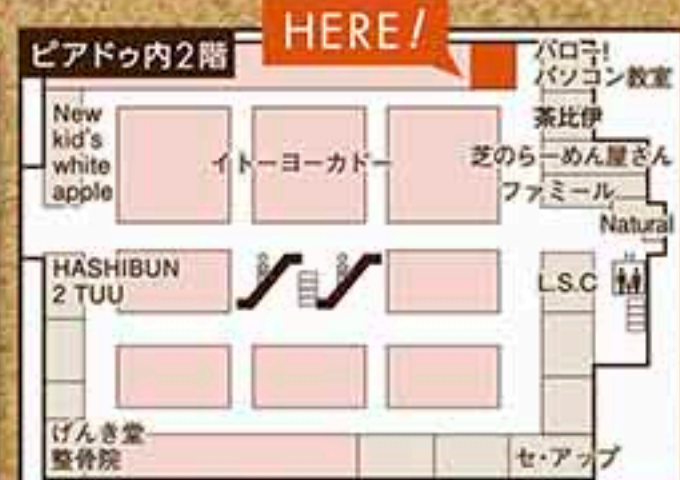 HERE!
ピアドゥ内2階
パロー!
パソコン教室
New
kid's
white
apple
茶比伊
イトーヨーカドー
芝のらーめん屋さん
ファミール
Natural
HASHIBUN
2 TUU
L.S.C
げんき堂
整骨院
セ・アップ